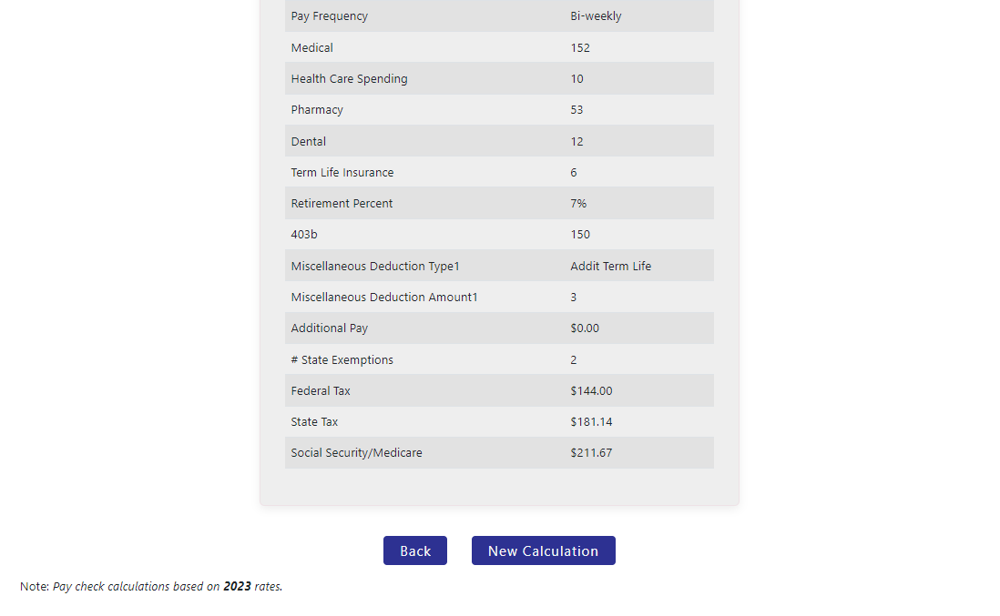 Pay Frequency Bi-weekly
Medical 152
Health Care Spending 10
Pharmacy 53
Dental 12
Term Life Insurance 6
Retirement Percent 7%
403b 150
Miscellaneous Deduction Type1 Addit Term Life
Miscellaneous Deduction Amount1 3
Additional Pay $0.00
# State Exemptions 2
Federal Tax $144.00
State Tax $181.14
Social Security/Medicare $211.67
Back New Calculation
Note: Pay check calculations based on 2023 rates.